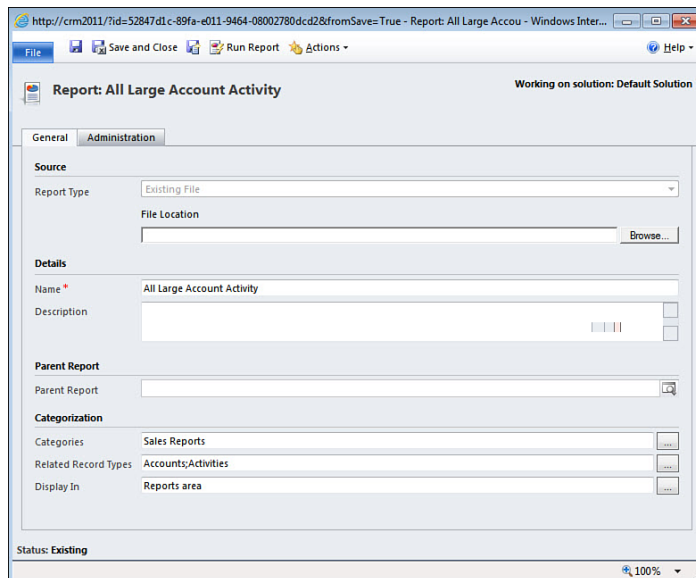 http://crm2011/?id=52847d1c-89fa-e011-9464-08002780dcd2&fromSave=True - Report: All Large Accou - Windows Inter...
File
Save and Close
Run Report
Actions
Help
Report: All Large Account Activity
Working on solution: Default Solution
General
Administration
Source
Report Type
Existing File
File Location
Browse...
Details
Name *
All Large Account Activity
Description
Parent Report
Parent Report
Categorization
Categories
Sales Reports
...
Related Record Types
Accounts;Activities
...
Display In
Reports area
...
Status: Existing
100%